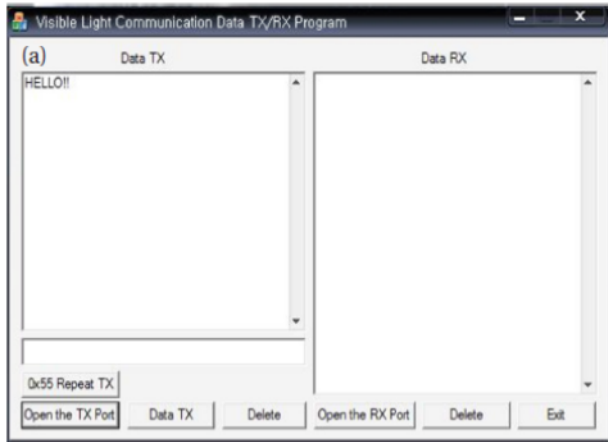 Visible Light Communication Data TX/RX Program
(a)
Data TX
Data RX
HELLO!!
0x55 Repeat TX
Open the TX Port
Data TX
Delete
Open the RX Port
Delete
Exit